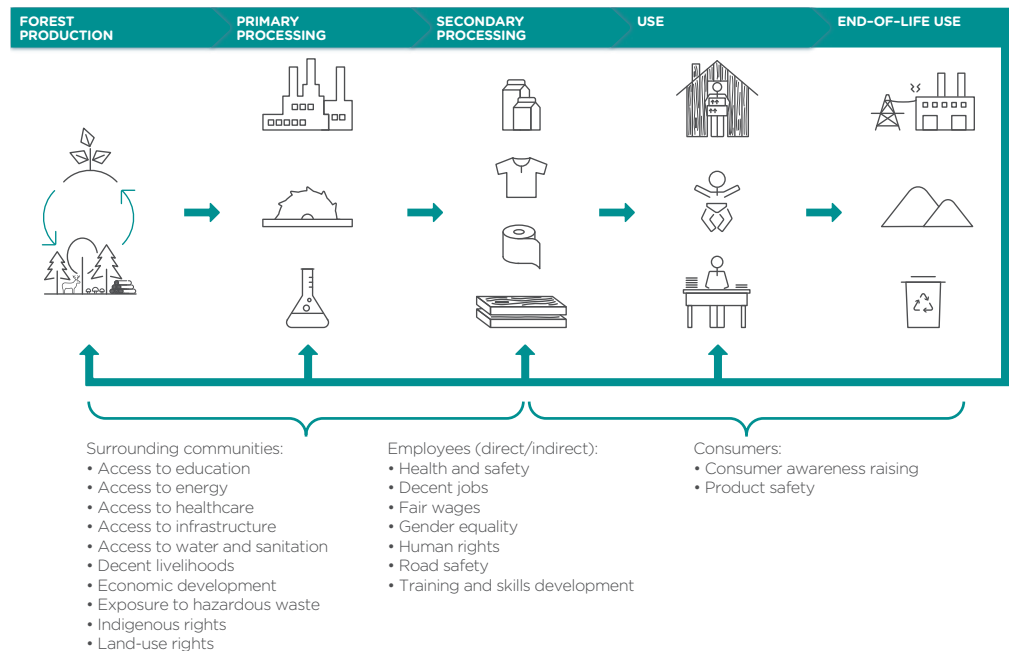 FOREST
PRODUCTION
PRIMARY
PROCESSING
SECONDARY
PROCESSING
USE
END–OF–LIFE USE
Surrounding communities:
• Access to education
• Access to energy
• Access to healthcare
• Access to infrastructure
• Access to water and sanitation
• Decent livelihoods
• Economic development
• Exposure to hazardous waste
• Indigenous rights
• Land-use rights
Employees (direct/indirect):
• Health and safety
• Decent jobs
• Fair wages
• Gender equality
• Human rights
• Road safety
• Training and skills development
Consumers:
• Consumer awareness raising
• Product safety